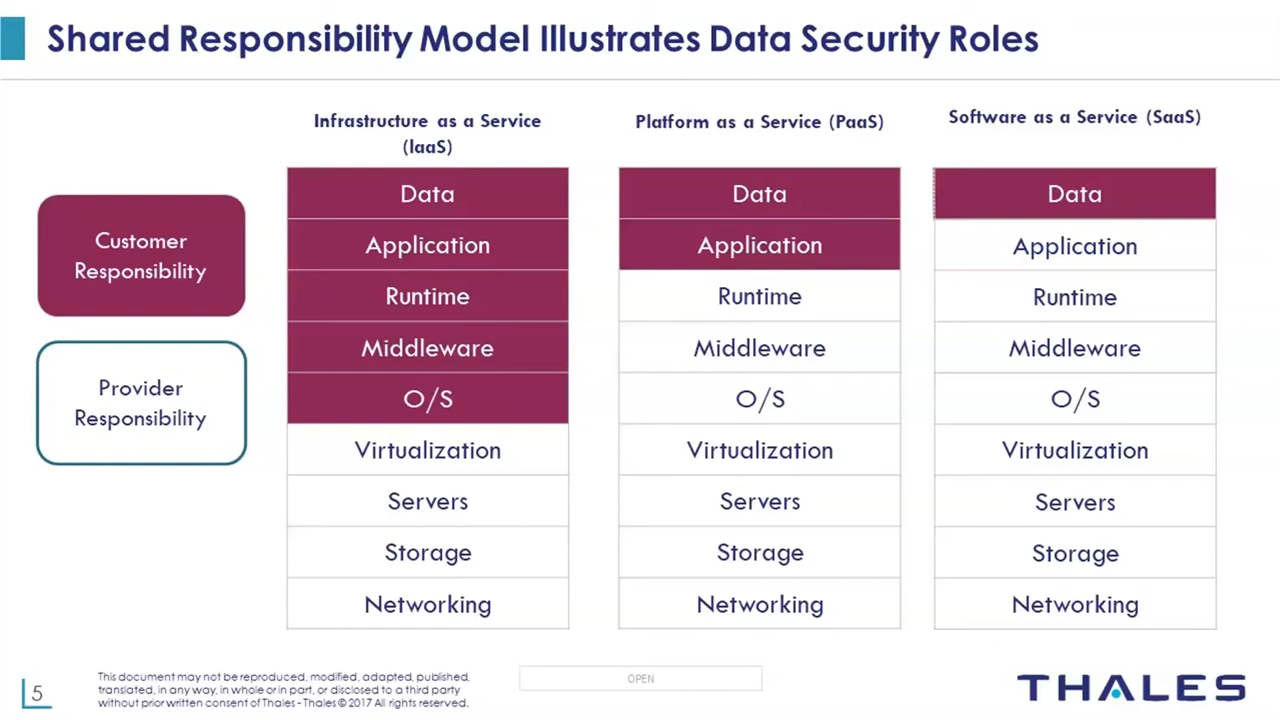 Shared Responsibility Model Illustrates Data Security Roles
Infrastructure as a Service
(IaaS)
Platform as a Service (PaaS)
Software as a Service (SaaS)
Customer
Responsibility
Provider
Responsibility
Data
Application
Runtime
Middleware
O/S
Virtualization
Servers
Storage
Networking
Data
Application
Runtime
Middleware
O/S
Virtualization
Servers
Storage
Networking
Data
Application
Runtime
Middleware
O/S
Virtualization
Servers
Storage
Networking
5
This document may not be reproduced, modified, adapted, published,
translated, in any way, in whole or in part, or disclosed to a third party
without prior written consent of Thales - Thales © 2017 All rights reserved.
OPEN
THALES